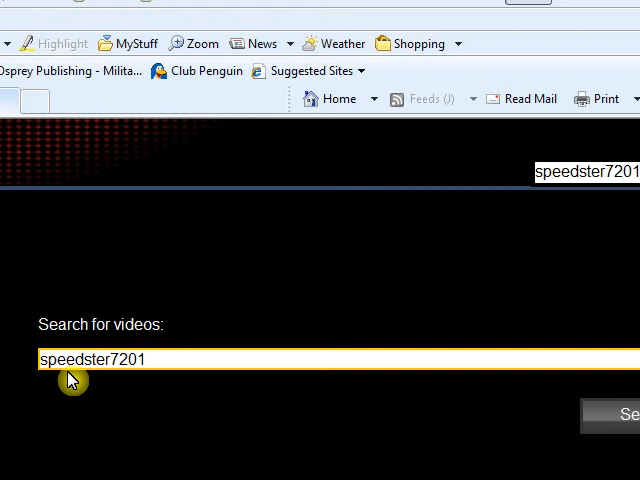 Highlight MyStuff Zoom News Weather Shopping
Osprey Publishing - Milita... Club Penguin Suggested Sites
Home Feeds (J) Read Mail Print
speedster7201
Search for videos:
speedster7201
Se